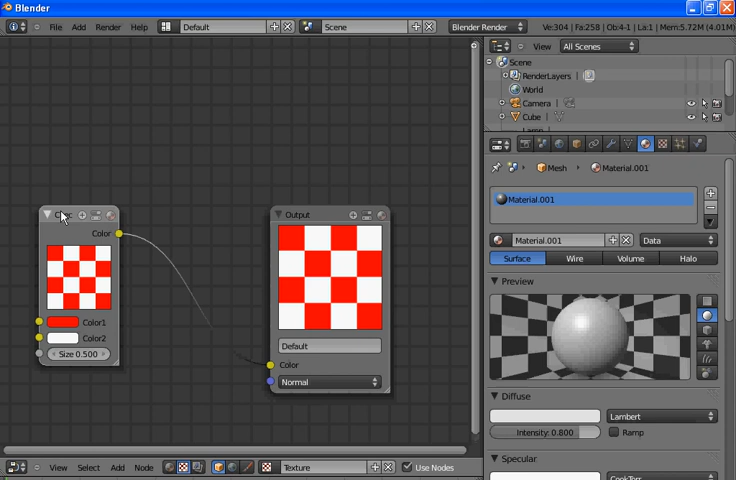 Blender
File Add Render Help Default Scene Blender Render Ve:304 | Fa:258 | Ob:4-1 | La:1 | Mem:5.72M (4.01M)
View All Scenes
Scene
RenderLayers
World
Camera
Cube
Mesh Material.001
Material.001
Material.001 Data
Surface Wire Volume Halo
Preview
Output
Color
Color1
Color2
Size 0.500
Default
Color
Normal
Diffuse
Lambert
Intensity: 0.800 Ramp
Specular
CookTorr
View Select Add Node Texture Use Nodes